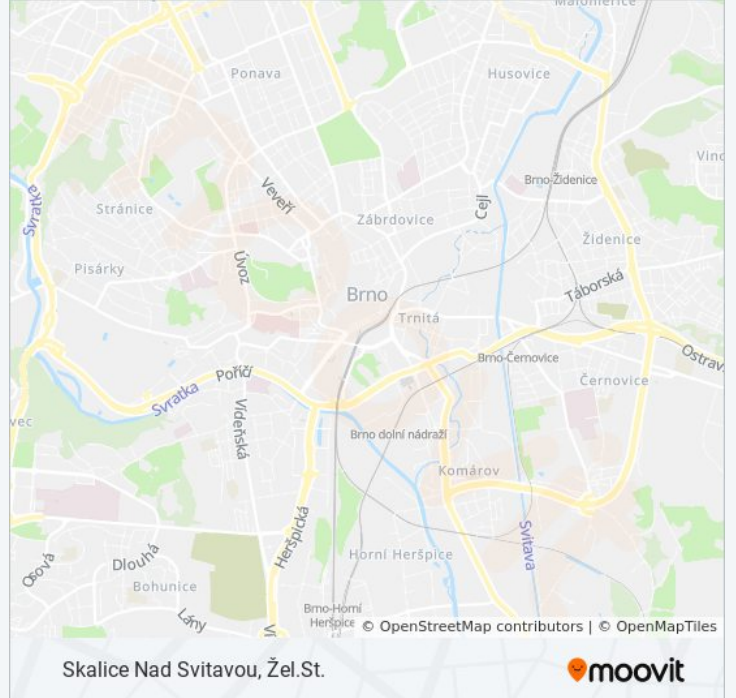 Maloměřice
Ponava
Husovice
Vino
Brno-Židenice
Veveří
Cejl
Svratka
Stránice
Zábrdovice
Židenice
Pisárky
Úvoz
Táborská
Brno
Trnitá
Ostrav
Brno-Černovice
Poříčí
Černovice
Svratka
vec
Vídeňská
Brno dolní nádraží
Komárov
Heršpická
Svitava
Osová
Dlouhá
Horní Heršpice
Bohunice
Lány
Brno-Horní
Heršpice
Ví
© OpenStreetMap contributors | © OpenMapTiles
Skalice Nad Svitavou, Žel.St.
moovit